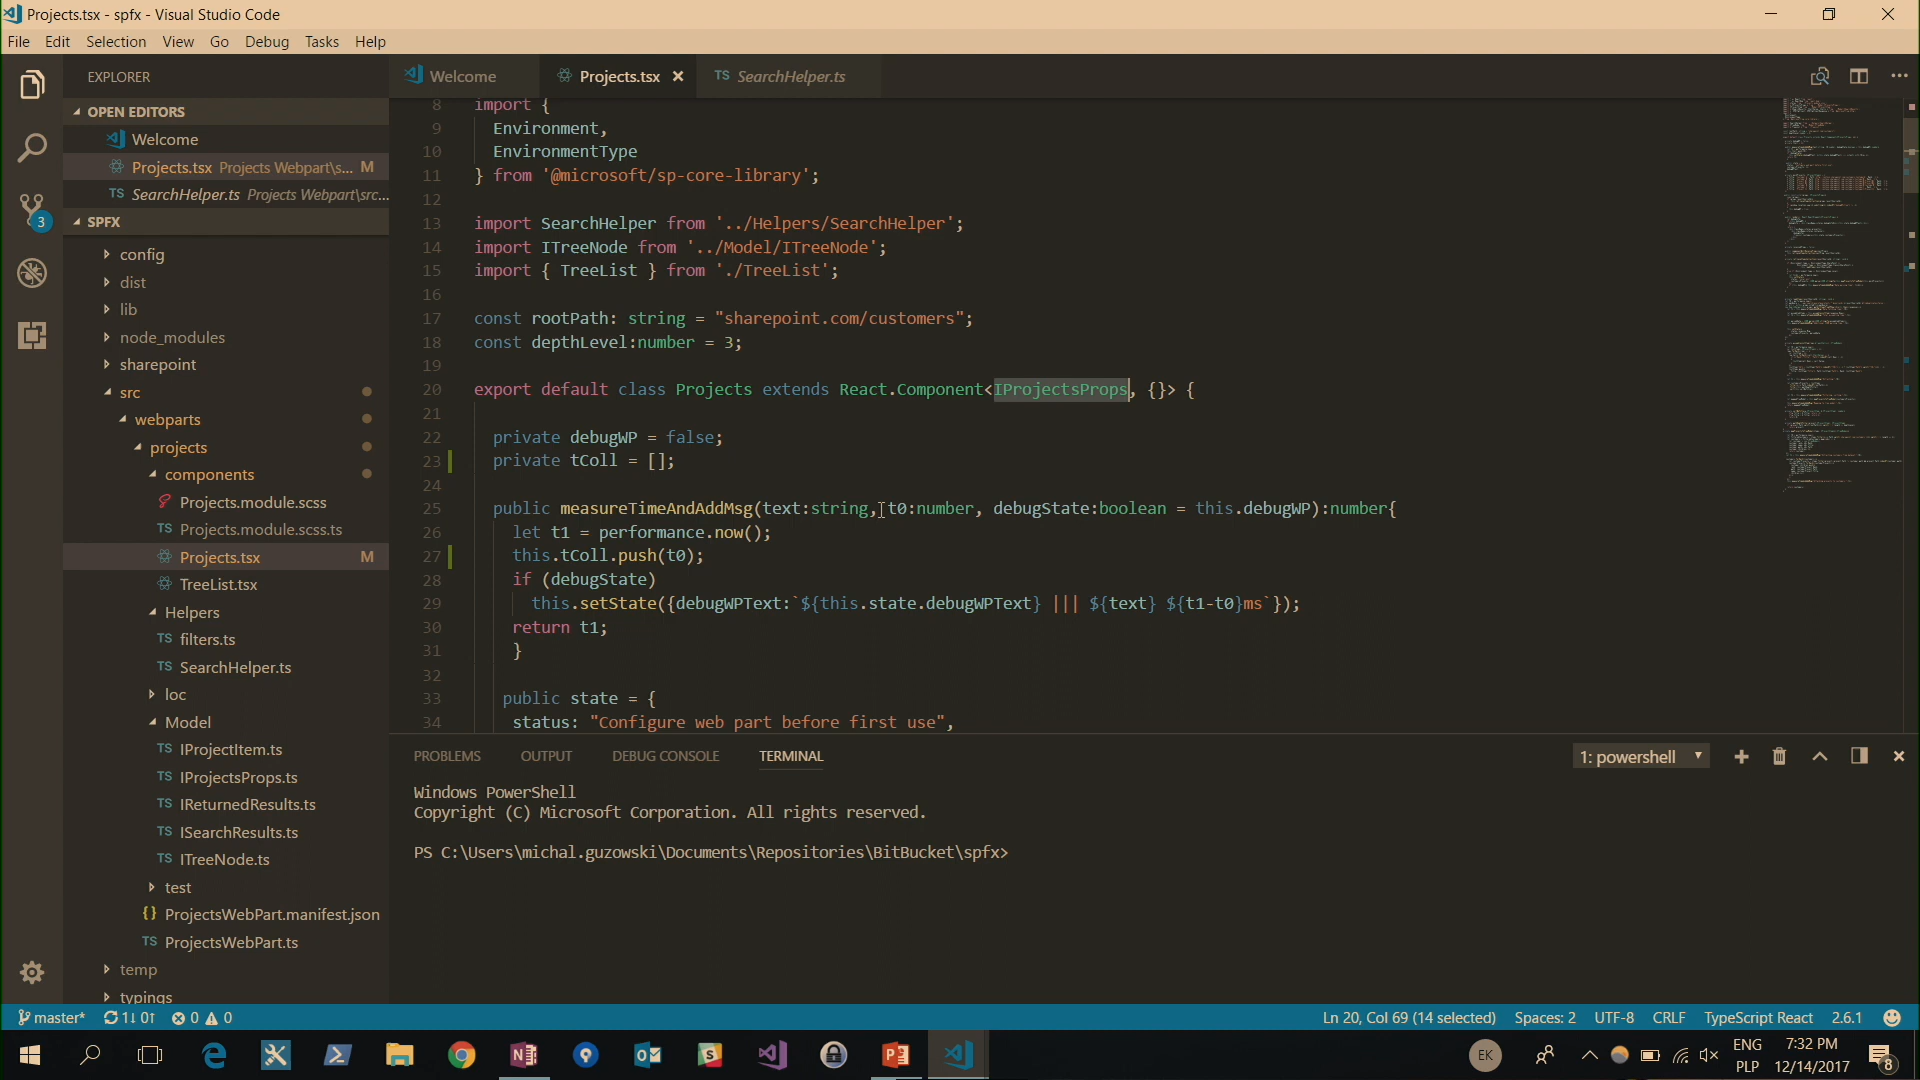 Projects.tsx - spfx - Visual Studio Code
File Edit Selection View Go Debug Tasks Help
EXPLORER
OPEN EDITORS
Welcome
Projects.tsx Projects Webpart\s... M
TS SearchHelper.ts Projects Webpart\src...
3
SPFX
config
dist
lib
node_modules
sharepoint
src
webparts
projects
components
Projects.module.scss
TS Projects.module.scss.ts
Projects.tsx M
TreeList.tsx
Helpers
TS filters.ts
TS SearchHelper.ts
loc
Model
TS IProjectItem.ts
TS IProjectsProps.ts
TS IReturnedResults.ts
TS ISearchResults.ts
TS ITreeNode.ts
test
{} ProjectsWebPart.manifest.json
TS ProjectsWebPart.ts
temp
typings
Welcome Projects.tsx × TS SearchHelper.ts
8 import {
9 Environment,
10 EnvironmentType
11 } from '@microsoft/sp-core-library';
12
13 import SearchHelper from '../Helpers/SearchHelper';
14 import ITreeNode from '../Model/ITreeNode';
15 import { TreeList } from './TreeList';
16
17 const rootPath: string = "sharepoint.com/customers";
18 const depthLevel:number = 3;
19
20 export default class Projects extends React.Component<IProjectsProps, {}> {
21
22 private debugWP = false;
23 private tColl = [];
24
25 public measureTimeAndAddMsg(text:string, t0:number, debugState:boolean = this.debugWP):number{
26 let t1 = performance.now();
27 this.tColl.push(t0);
28 if (debugState)
29 this.setState({debugWPText:`${this.state.debugWPText} ||| ${text} ${t1-t0}ms`});
30 return t1;
31 }
32
33 public state = {
34 status: "Configure web part before first use",
PROBLEMS OUTPUT DEBUG CONSOLE TERMINAL 1: powershell
Windows PowerShell
Copyright (C) Microsoft Corporation. All rights reserved.
PS C:\Users\michal.guzowski\Documents\Repositories\BitBucket\spfx>
master* 1↓ 0↑ 0 0 Ln 20, Col 69 (14 selected) Spaces: 2 UTF-8 CRLF TypeScript React 2.6.1
EK ENG 7:32 PM
PLP 12/14/2017 8